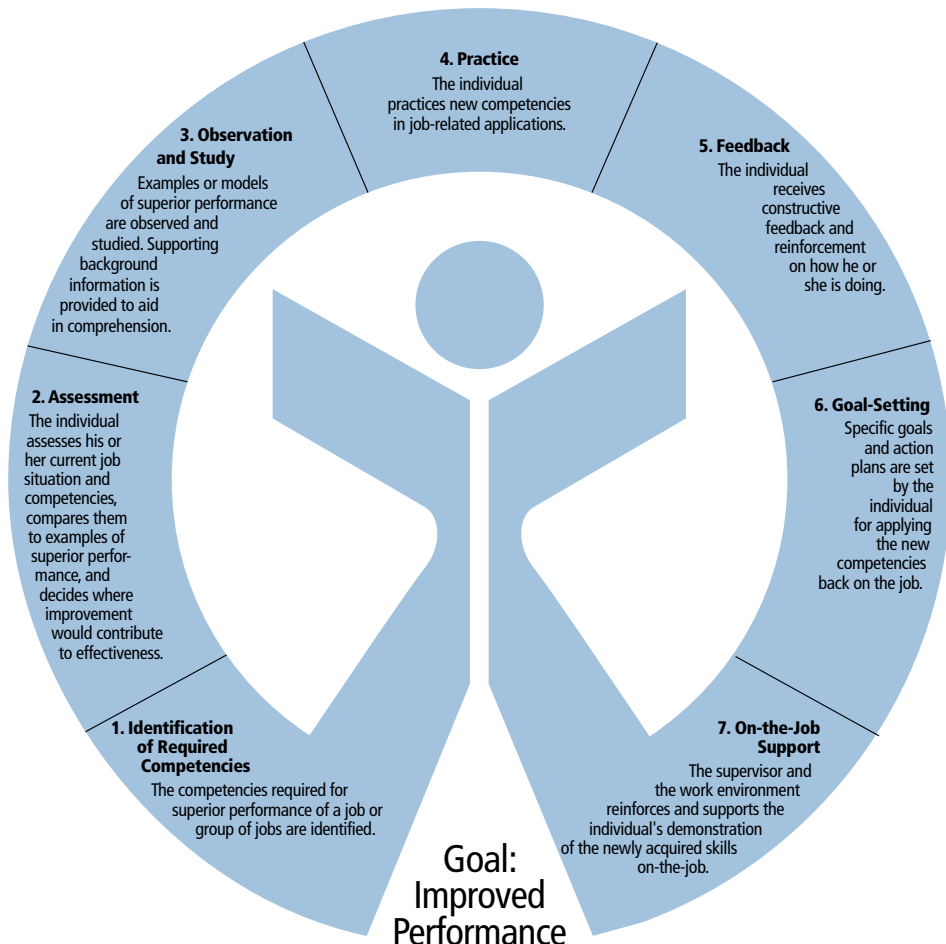 1. Identification
of Required
Competencies
The competencies required for
superior performance of a job or
group of jobs are identified.
2. Assessment
The individual
assesses his or
her current job
situation and
competencies,
compares them
to examples of
superior perfor-
mance, and
decides where
improvement
would contribute
to effectiveness.
3. Observation
and Study
Examples or models
of superior performance
are observed and
studied. Supporting
background
information is
provided to aid
in comprehension.
4. Practice
The individual
practices new competencies
in job-related applications.
5. Feedback
The individual
receives
constructive
feedback and
reinforcement
on how he or
she is doing.
6. Goal-Setting
Specific goals
and action
plans are set
by the
individual
for applying
the new
competencies
back on the job.
7. On-the-Job
Support
The supervisor and
the work environment
reinforces and supports the
individual's demonstration
of the newly acquired skills
on-the-job.
Goal:
Improved
Performance